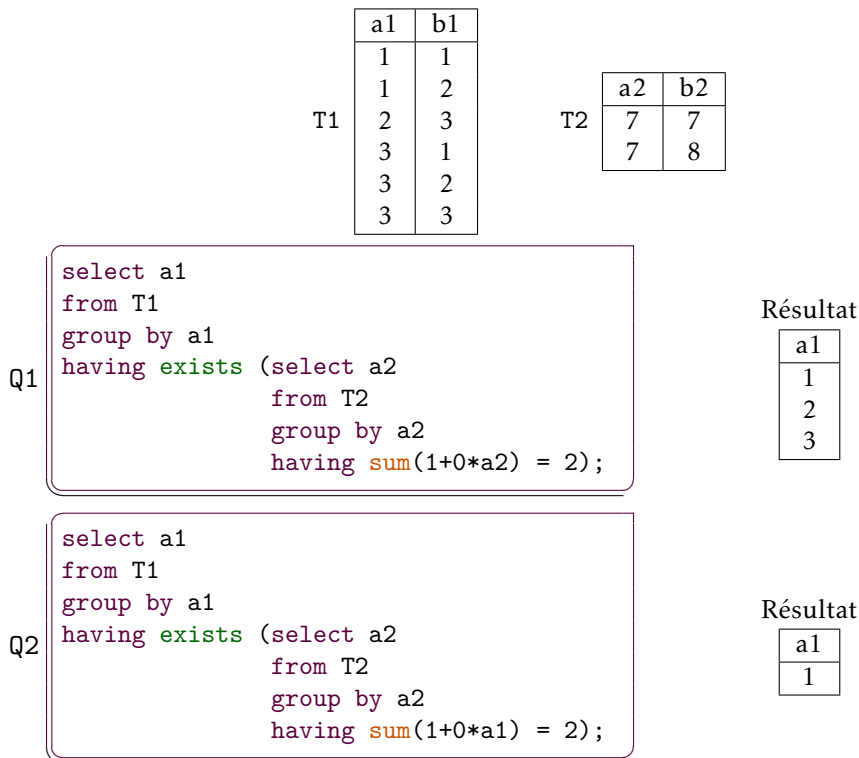 a1 b1
1 1
1 2
T1 2 3
3 1
3 2
3 3
T2 a2 b2
7 7
7 8
Q1
select a1
from T1
group by a1
having exists (select a2
from T2
group by a2
having sum(1+0*a2) = 2);
Résultat
a1
1
2
3
Q2
select a1
from T1
group by a1
having exists (select a2
from T2
group by a2
having sum(1+0*a1) = 2);
Résultat
a1
1